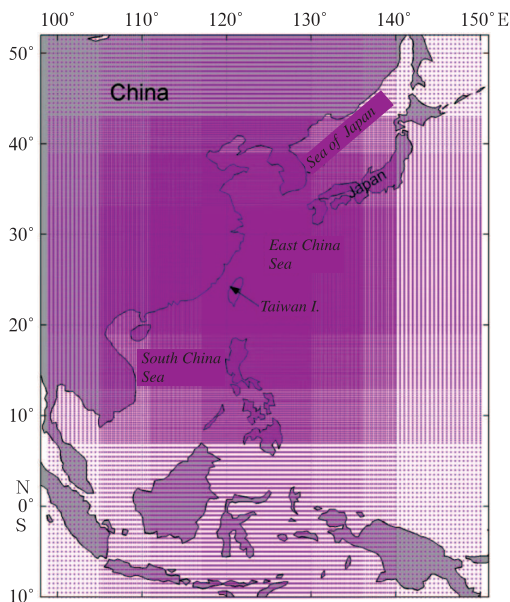 100° 110° 120° 130° 140° 150° E
50°
China
40°
Sea of Japan
Japan
30°
East China
Sea
Taiwan I.
20°
South China
Sea
10°
N
0°
S
10°